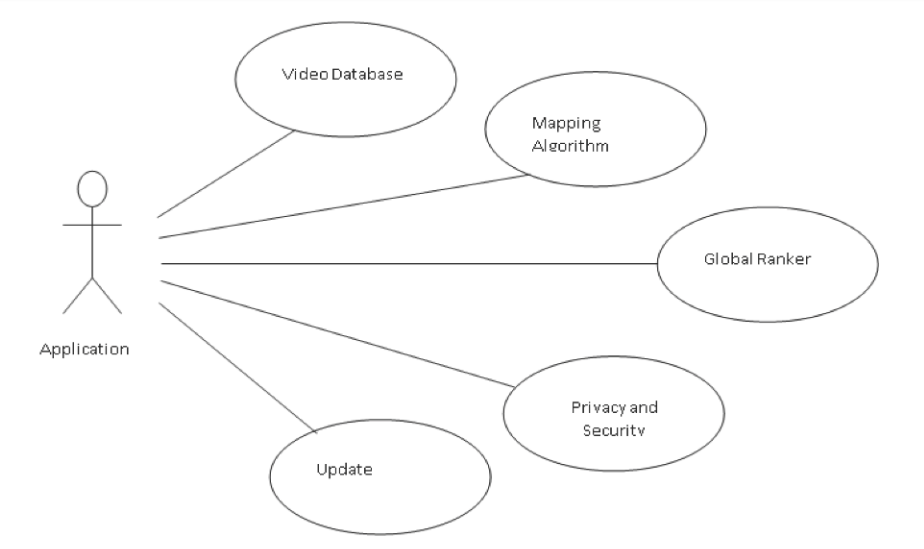 Video Database
Mapping
Algorithm
Global Ranker
Application
Privacy and
Security
Update